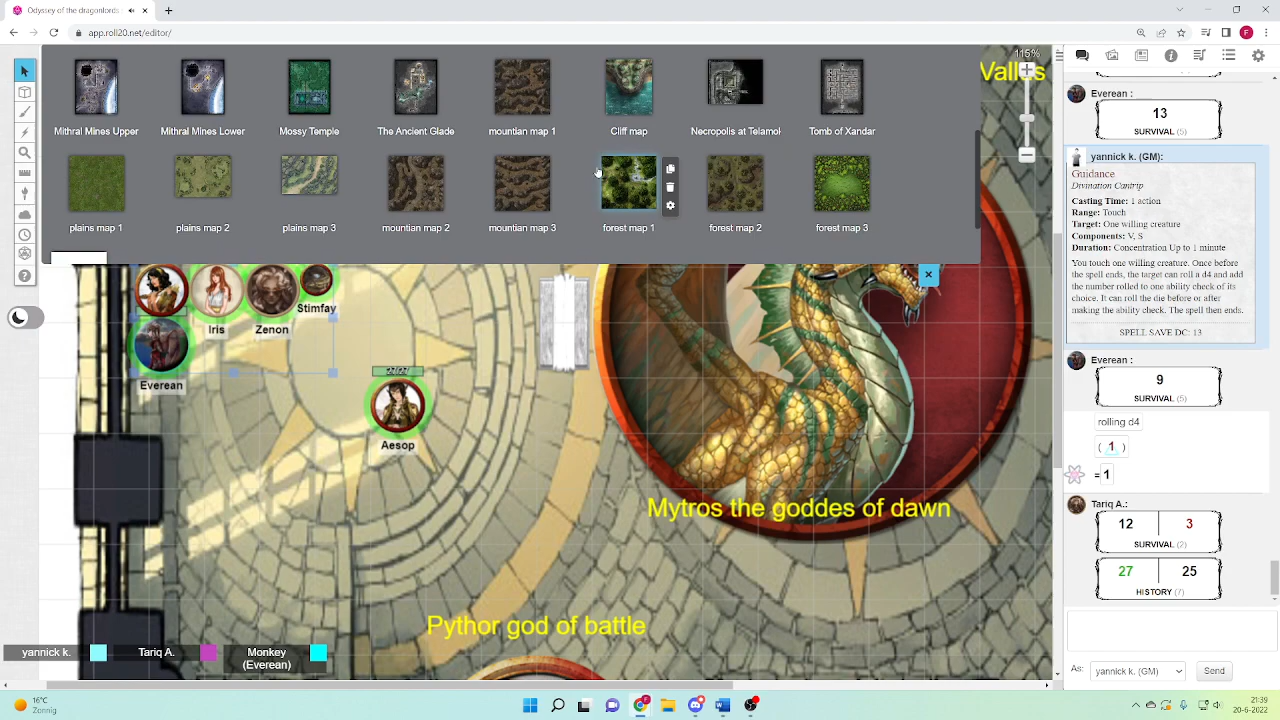 Odyssey of the dragonlords |
app.roll20.net/editor/
115%
Vallus
Mithral Mines Upper
Mithral Mines Lower
Mossy Temple
The Ancient Glade
mountian map 1
Cliff map
Necropolis at Telamok
Tomb of Xandar
plains map 1
plains map 2
plains map 3
mountian map 2
mountian map 3
forest map 1
forest map 2
forest map 3
Iris
Zenon
Stimfay
Everean
27/27
Aesop
Mytros the goddes of dawn
Pythor god of battle
yannick k.
Tariq A.
Monkey
(Everean)
Everean :
13
SURVIVAL (5)
yannick k. (GM):
Guidance
Casting Time: 1 action
Range: Touch
Target: One willing creature
Components: V, S
Duration: Concentration, Up to 1 minute
You touch one willing creature. Once before
the spell ends, the target can roll a d4 and add
the number rolled to one ability check of its
choice. It can roll the die before or after
making the ability check. The spell then ends.
SPELL SAVE DC: 13
Everean :
9
SURVIVAL (5)
rolling d4
( 1 )
=1
Tariq A.:
12 3
SURVIVAL (2)
27 25
HISTORY (7)
As:
yannick k. (GM)
Send
16°C
Zonnig
21:39
20-6-2022